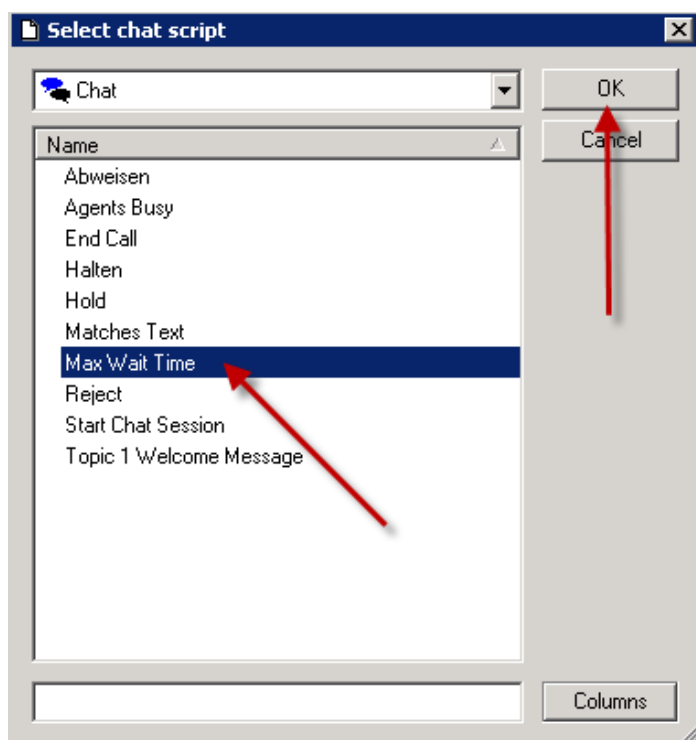 Select chat script
Chat
OK
Cancel
Name
Abweisen
Agents Busy
End Call
Halten
Hold
Matches Text
Max Wait Time
Reject
Start Chat Session
Topic 1 Welcome Message
Columns